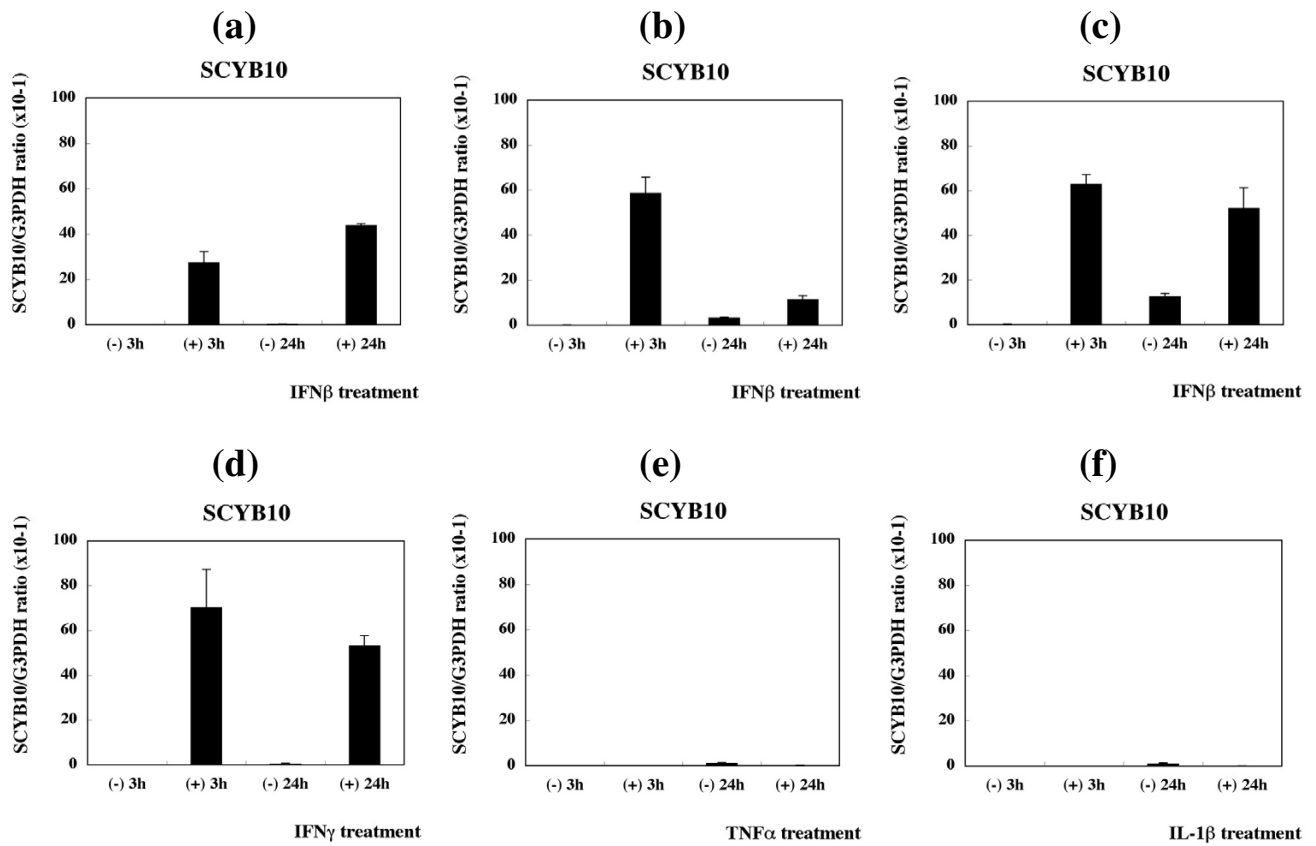 (a)
SCYB10
SCYB10/G3PDH ratio (x10-1)
100
80
60
40
20
0
(-) 3h (+) 3h (-) 24h (+) 24h
IFNβ treatment
(b)
SCYB10
SCYB10/G3PDH ratio (x10-1)
100
80
60
40
20
0
(-) 3h (+) 3h (-) 24h (+) 24h
IFNβ treatment
(c)
SCYB10
SCYB10/G3PDH ratio (x10-1)
100
80
60
40
20
0
(-) 3h (+) 3h (-) 24h (+) 24h
IFNβ treatment
(d)
SCYB10
SCYB10/G3PDH ratio (x10-1)
100
80
60
40
20
0
(-) 3h (+) 3h (-) 24h (+) 24h
IFNγ treatment
(e)
SCYB10
SCYB10/G3PDH ratio (x10-1)
100
80
60
40
20
0
(-) 3h (+) 3h (-) 24h (+) 24h
TNFα treatment
(f)
SCYB10
SCYB10/G3PDH ratio (x10-1)
100
80
60
40
20
0
(-) 3h (+) 3h (-) 24h (+) 24h
IL-1β treatment